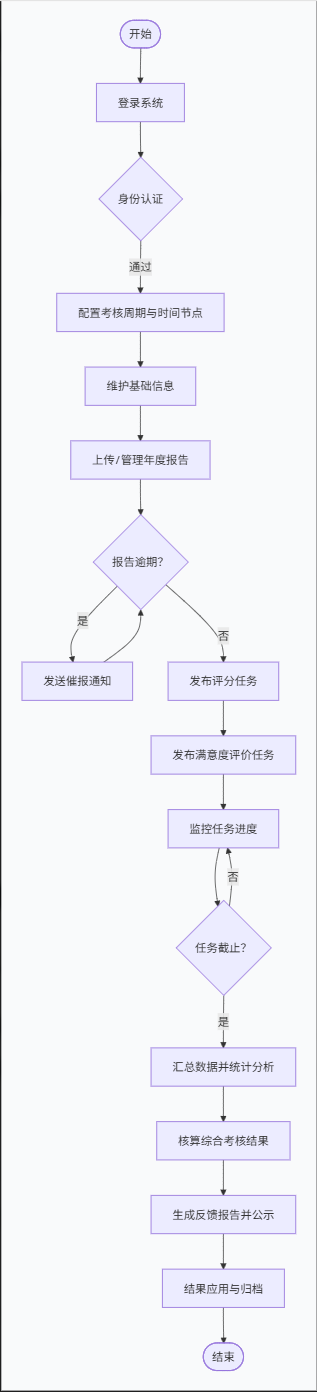 开始
登录系统
身份认证
通过
配置考核周期与时间节点
维护基础信息
上传/管理年度报告
报告逾期？
是
否
发送催报通知
发布评分任务
发布满意度评价任务
监控任务进度
否
任务截止？
是
汇总数据并统计分析
核算综合考核结果
生成反馈报告并公示
结果应用与归档
结束